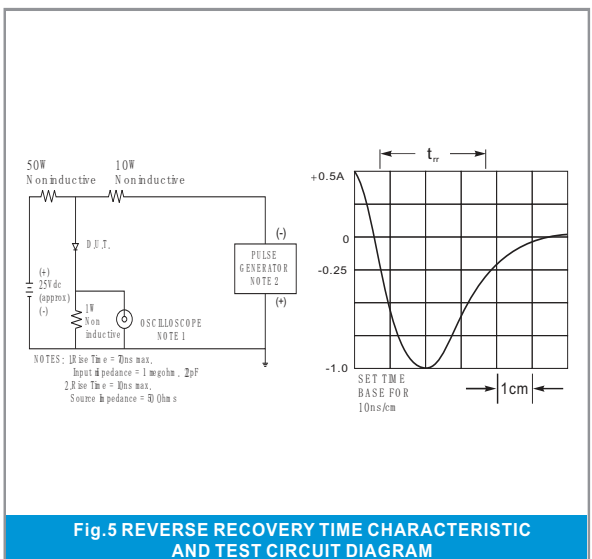 50W
Noninductive
10W
Noninductive
D.U.T.
(+)
25Vdc
(approx)
(-)
1W
Non
inductive
OSCILLOSCOPE
NOTE 1
(-)
PULSE
GENERATOR
NOTE 2
(+)
NOTES: 1.Rise Time = 7ns max.
Input impedance = 1 megohm, 22pF
2.Rise Time = 10ns max.
Source Impedance = 50 Ohms
trr
+0.5A
0
-0.25
-1.0
SET TIME
BASE FOR
10ns/cm
1cm
Fig.5 REVERSE RECOVERY TIME CHARACTERISTIC
AND TEST CIRCUIT DIAGRAM